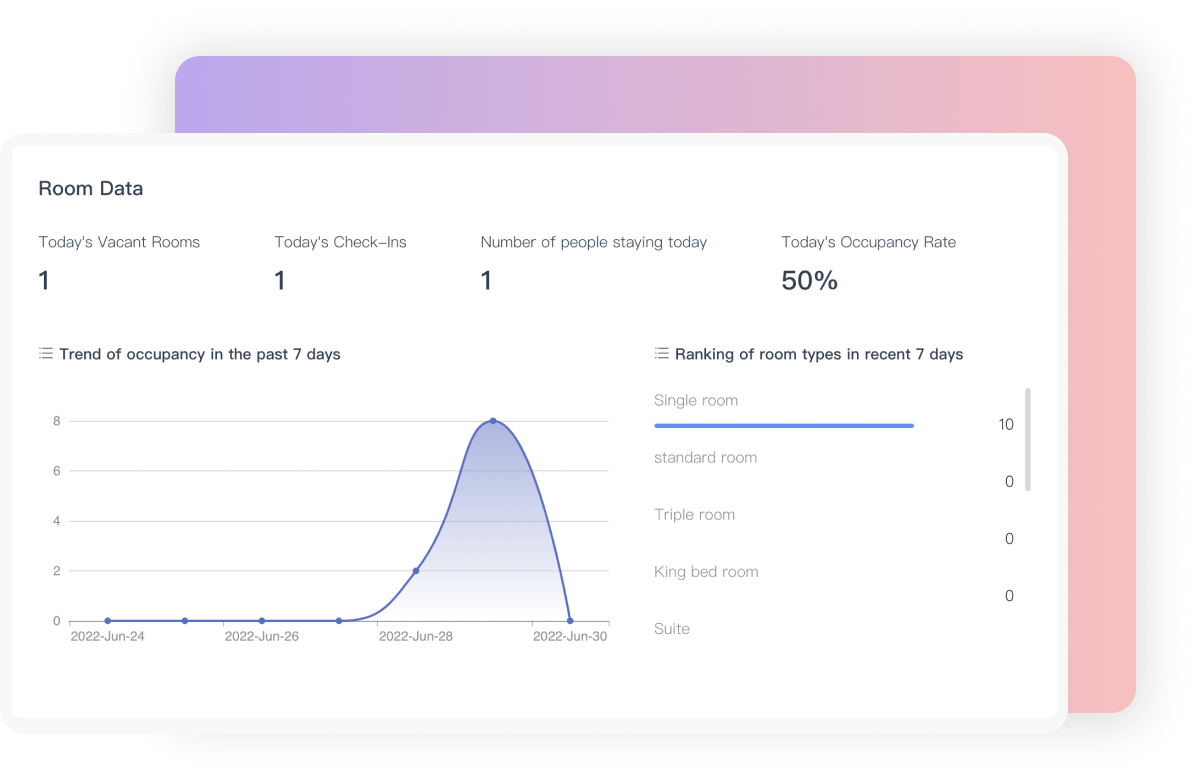 Room Data
Today's Vacant Rooms
1
Today's Check-Ins
1
Number of people staying today
1
Today's Occupancy Rate
50%
Trend of occupancy in the past 7 days
8
6
4
2
0
2022-Jun-24
2022-Jun-26
2022-Jun-28
2022-Jun-30
Ranking of room types in recent 7 days
Single room
10
standard room
0
Triple room
0
King bed room
0
Suite